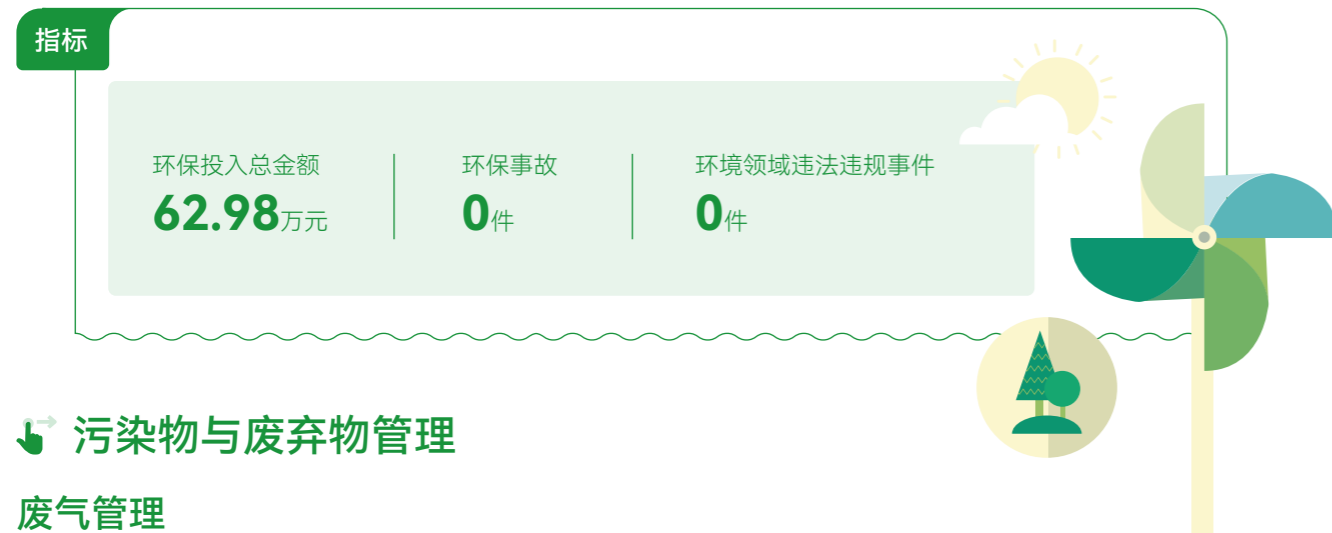 指标
环保投入总金额
62.98万元
环保事故
0件
环境领域违法违规事件
0件
污染物与废弃物管理
废气管理